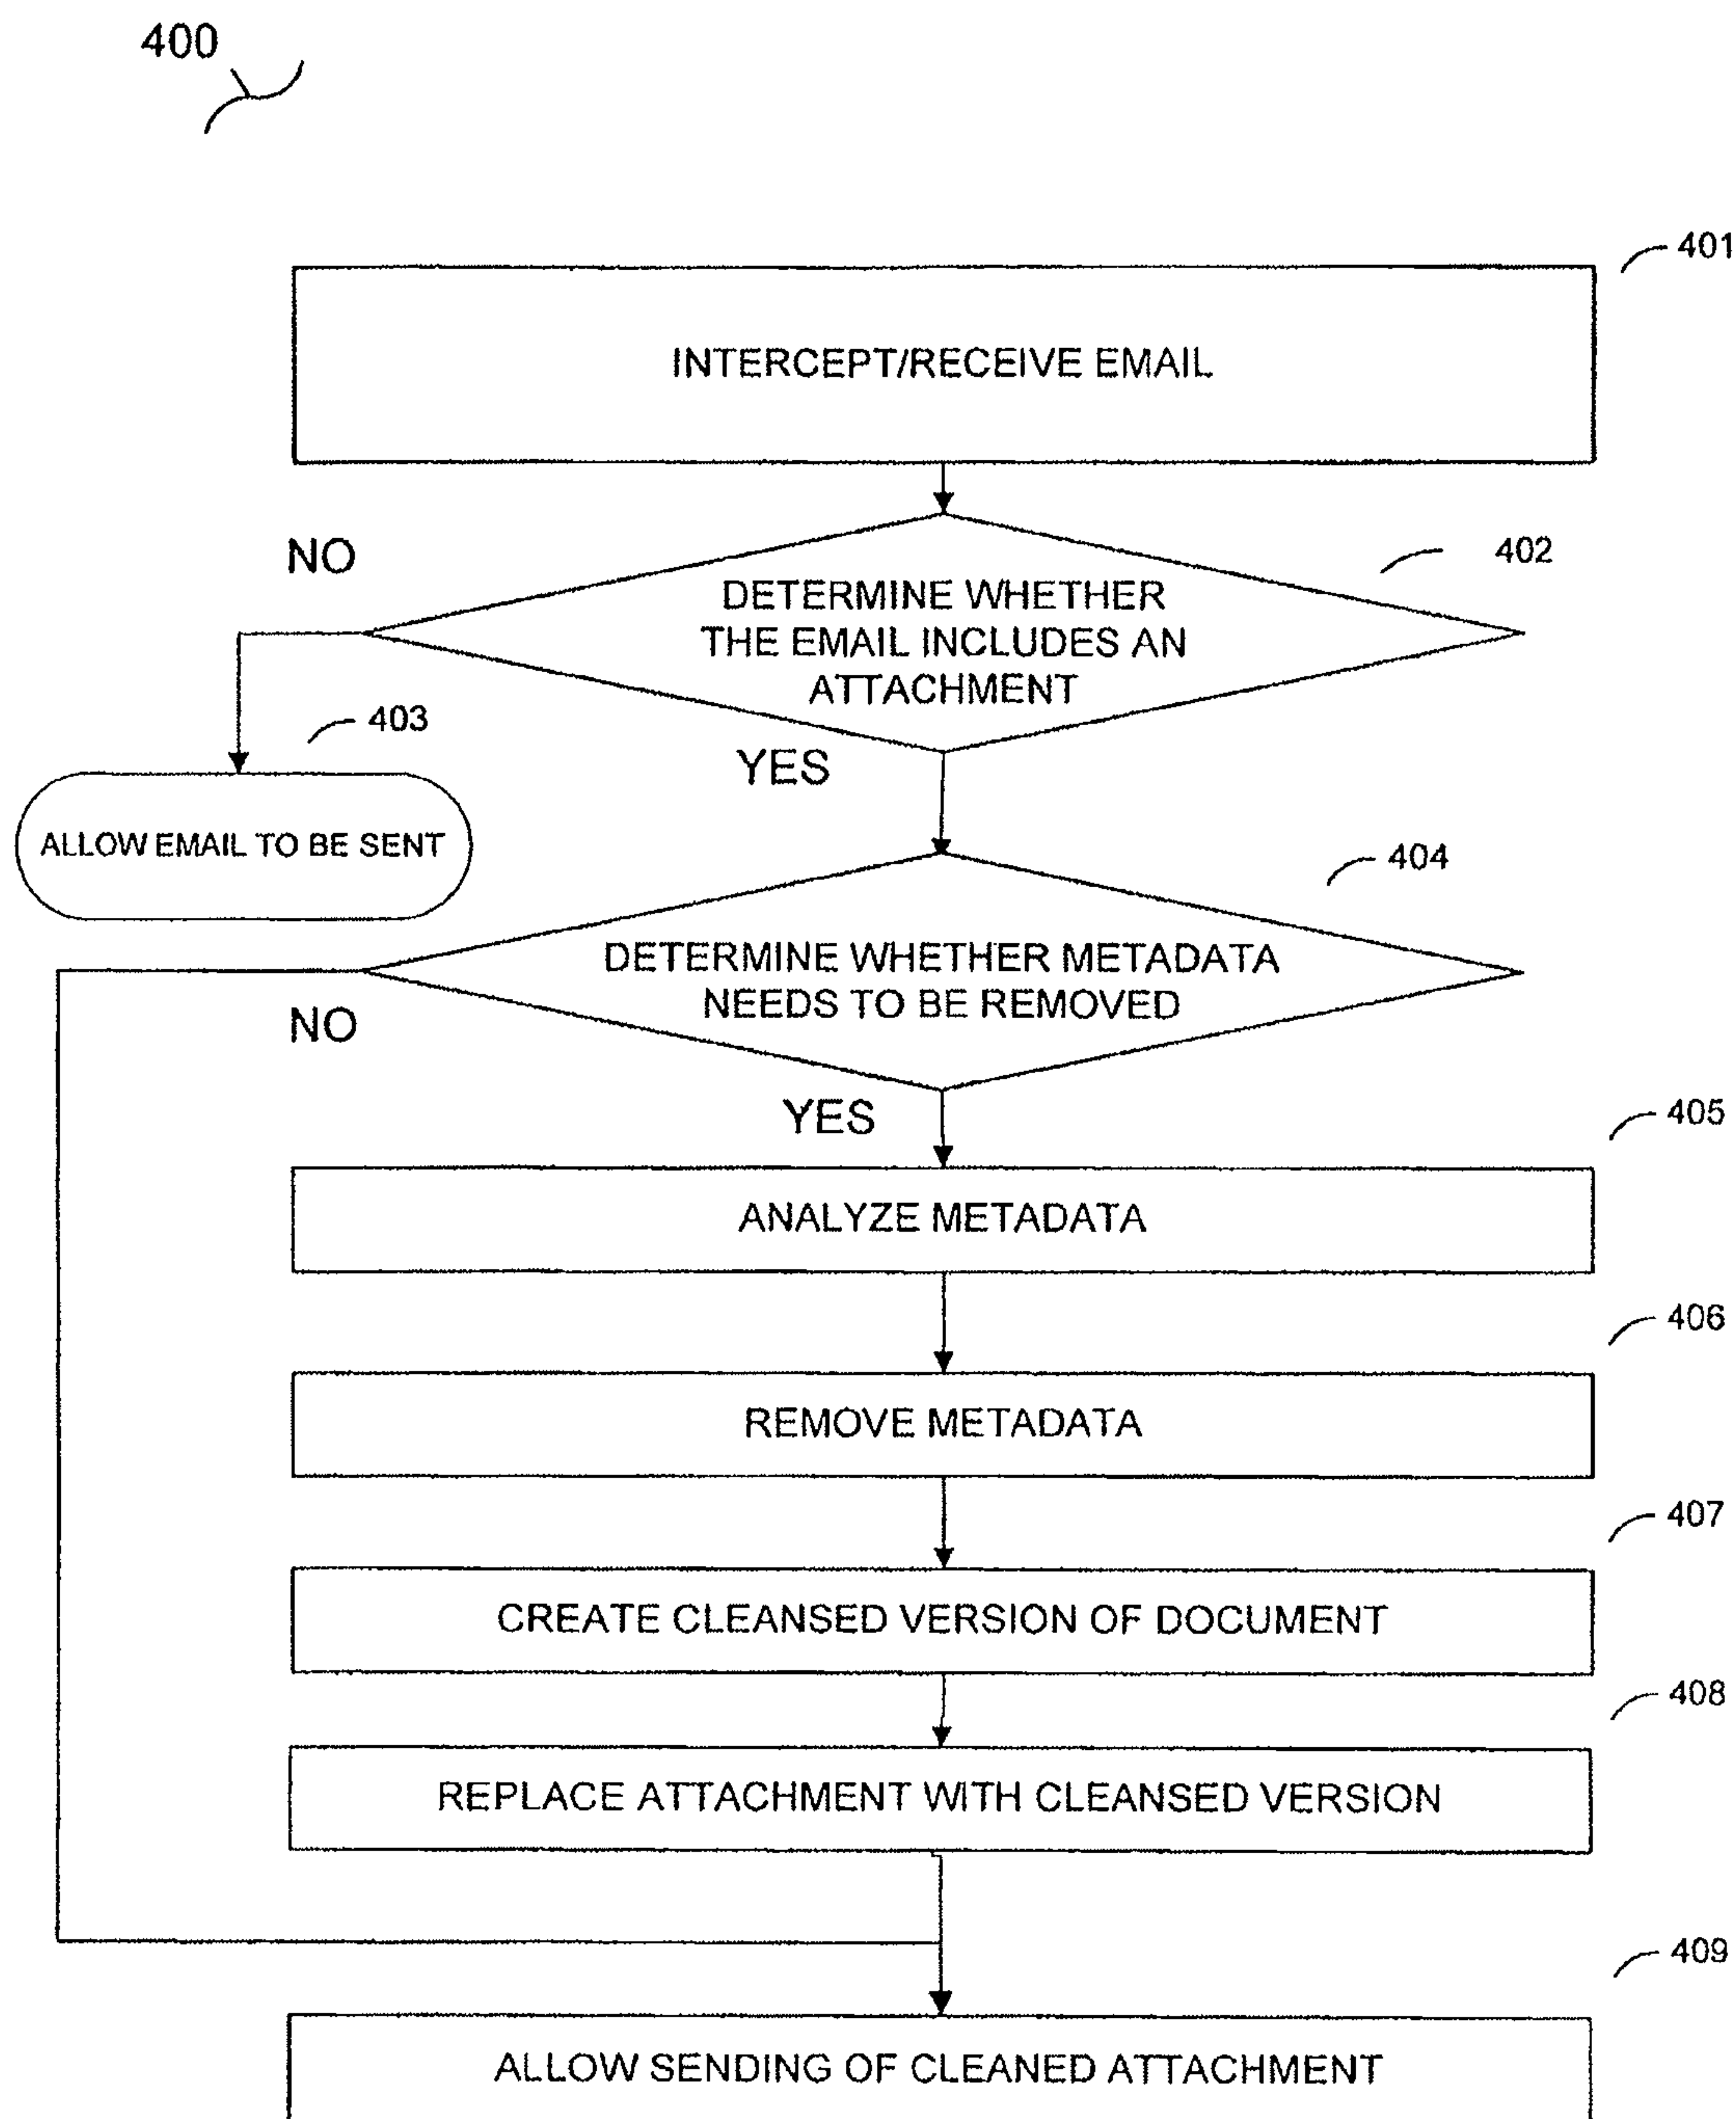 400
401
INTERCEPT/RECEIVE EMAIL
NO
402
DETERMINE WHETHER
THE EMAIL INCLUDES AN
ATTACHMENT
403
YES
ALLOW EMAIL TO BE SENT
404
DETERMINE WHETHER METADATA
NEEDS TO BE REMOVED
NO
YES
405
ANALYZE METADATA
406
REMOVE METADATA
407
CREATE CLEANSED VERSION OF DOCUMENT
408
REPLACE ATTACHMENT WITH CLEANSED VERSION
409
ALLOW SENDING OF CLEANED ATTACHMENT